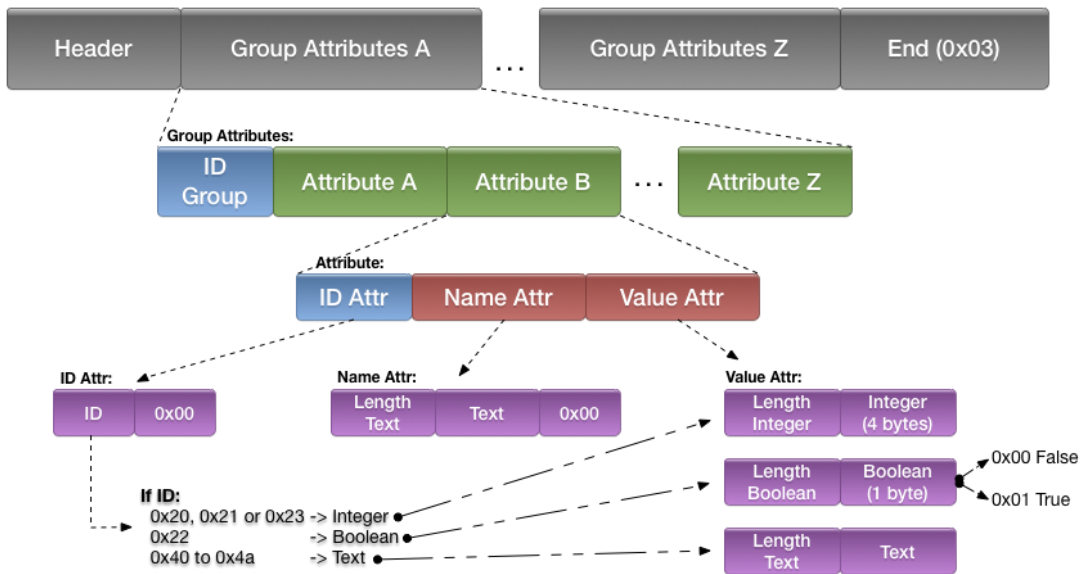 Header
Group Attributes A
...
Group Attributes Z
End (0x03)
Group Attributes:
ID
Group
Attribute A
Attribute B
...
Attribute Z
Attribute:
ID Attr
Name Attr
Value Attr
ID Attr:
ID
0x00
Name Attr:
Length
Text
Text
0x00
Value Attr:
Length
Integer
Integer
(4 bytes)
Length
Boolean
Boolean
(1 byte)
0x00 False
0x01 True
If ID:
0x20, 0x21 or 0x23 -> Integer
0x22 -> Boolean
0x40 to 0x4a -> Text
Length
Text
Text